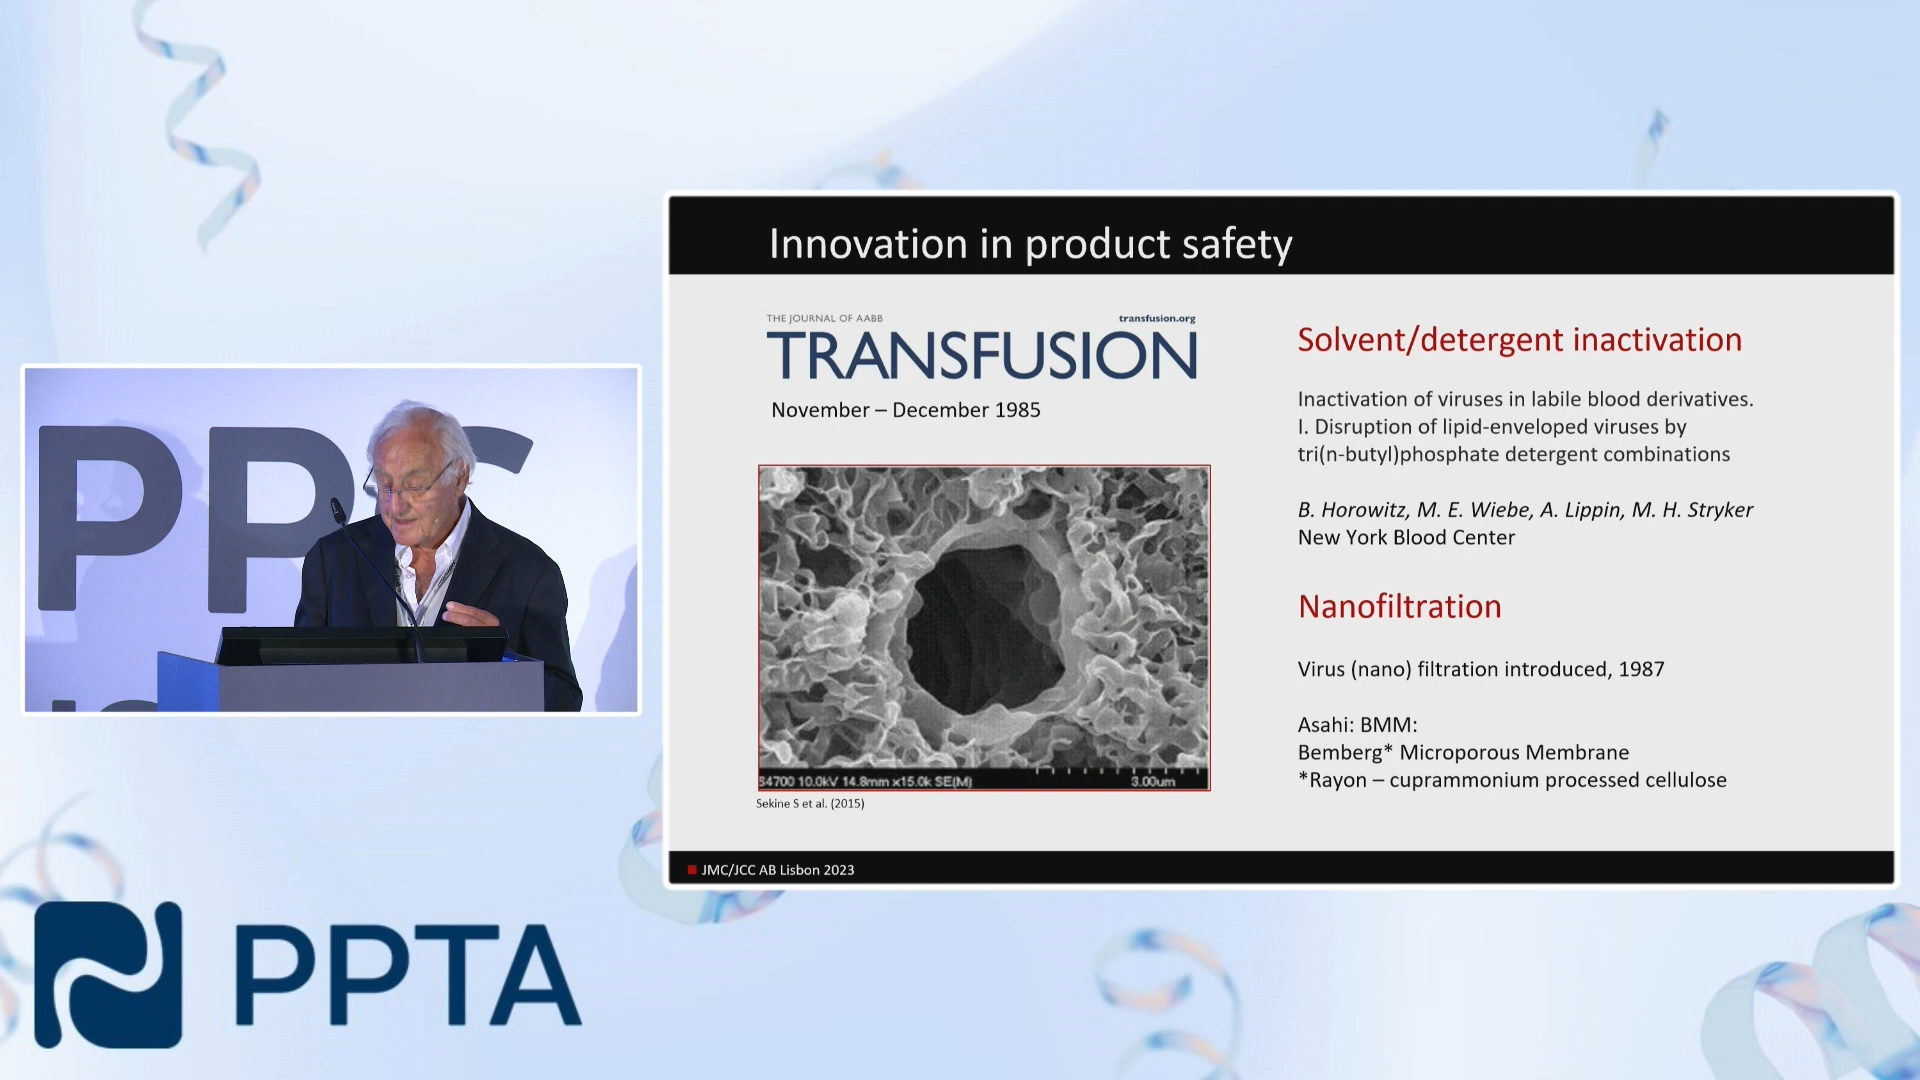 Innovation in product safety
THE JOURNAL OF AABB
transfusion.org
TRANSFUSION
November – December 1985
S4700 10.0kV 14.8mm x15.0k SE(M)
3.00um
Sekine S et al. (2015)
Solvent/detergent inactivation
Inactivation of viruses in labile blood derivatives.
I. Disruption of lipid-enveloped viruses by
tri(n-butyl)phosphate detergent combinations
B. Horowitz, M. E. Wiebe, A. Lippin, M. H. Stryker
New York Blood Center
Nanofiltration
Virus (nano) filtration introduced, 1987
Asahi: BMM:
Bemberg* Microporous Membrane
*Rayon – cuprammonium processed cellulose
JMC/JCC AB Lisbon 2023
PPTA